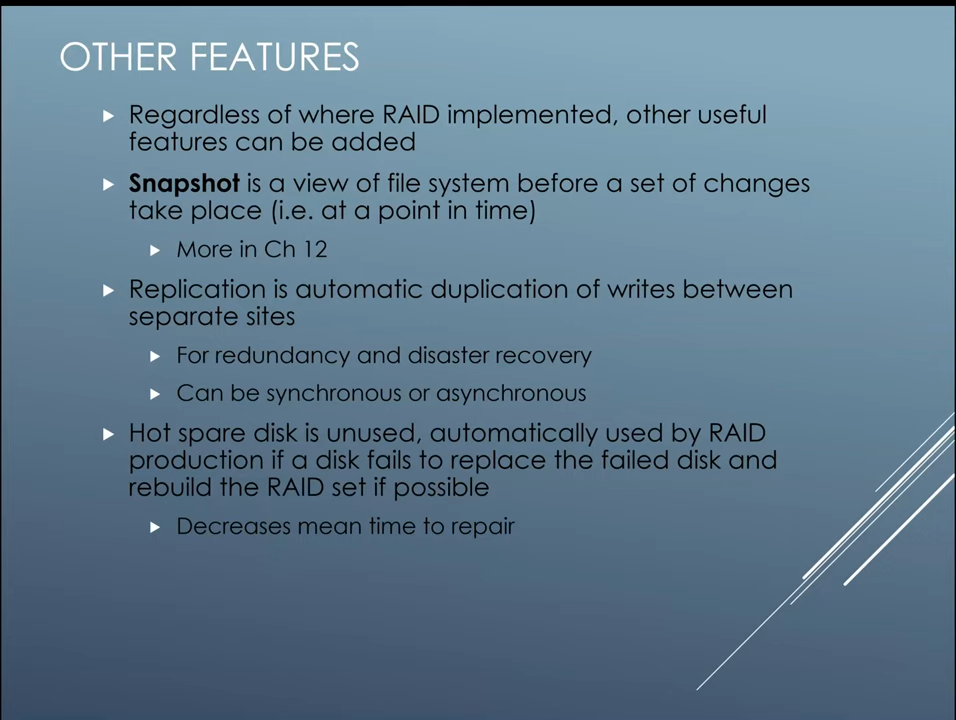 OTHER FEATURES
Regardless of where RAID implemented, other useful
features can be added
Snapshot is a view of file system before a set of changes
take place (i.e. at a point in time)
More in Ch 12
Replication is automatic duplication of writes between
separate sites
For redundancy and disaster recovery
Can be synchronous or asynchronous
Hot spare disk is unused, automatically used by RAID
production if a disk fails to replace the failed disk and
rebuild the RAID set if possible
Decreases mean time to repair